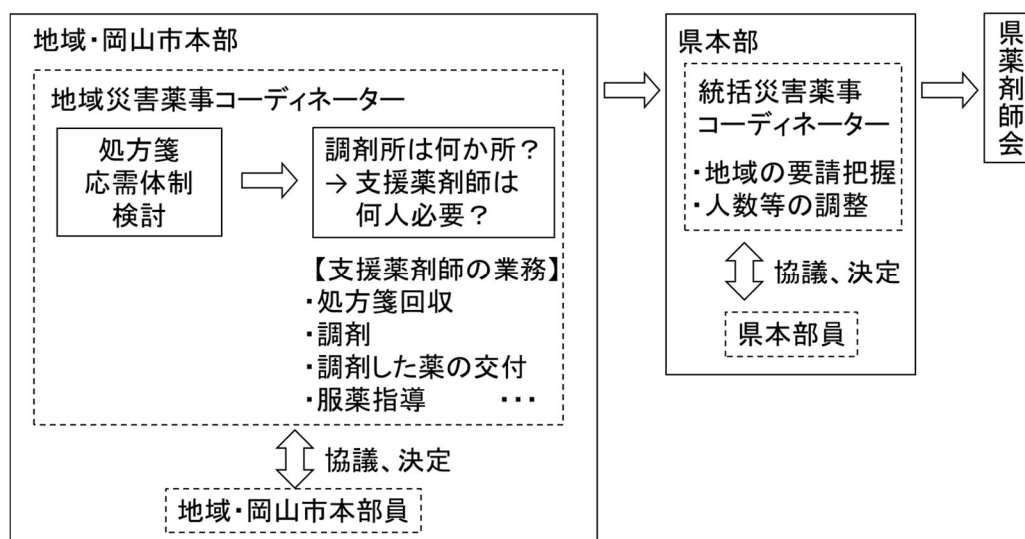 地域・岡山市本部
地域災害薬事コーディネーター
処方箋
応需体制
検討
調剤所は何か所？
→ 支援薬剤師は
何人必要？
【支援薬剤師の業務】
・処方箋回収
・調剤
・調剤した薬の交付
・服薬指導　　・・・
協議、決定
地域・岡山市本部員
県本部
統括災害薬事
コーディネーター
・地域の要請把握
・人数等の調整
協議、決定
県本部員
県薬剤師会